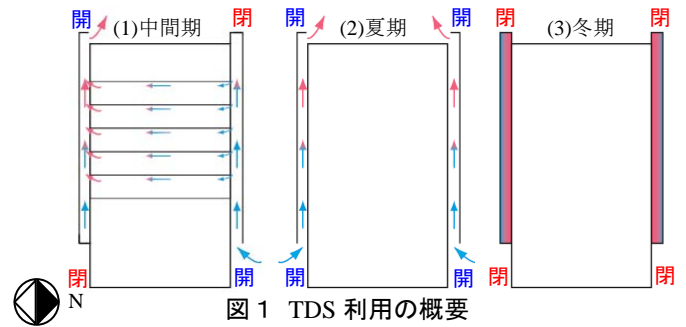 開 (1)中間期 閉 開 (2)夏期 開 閉 (3)冬期 閉
閉 開 開 開 閉 閉
N
図1 TDS 利用の概要